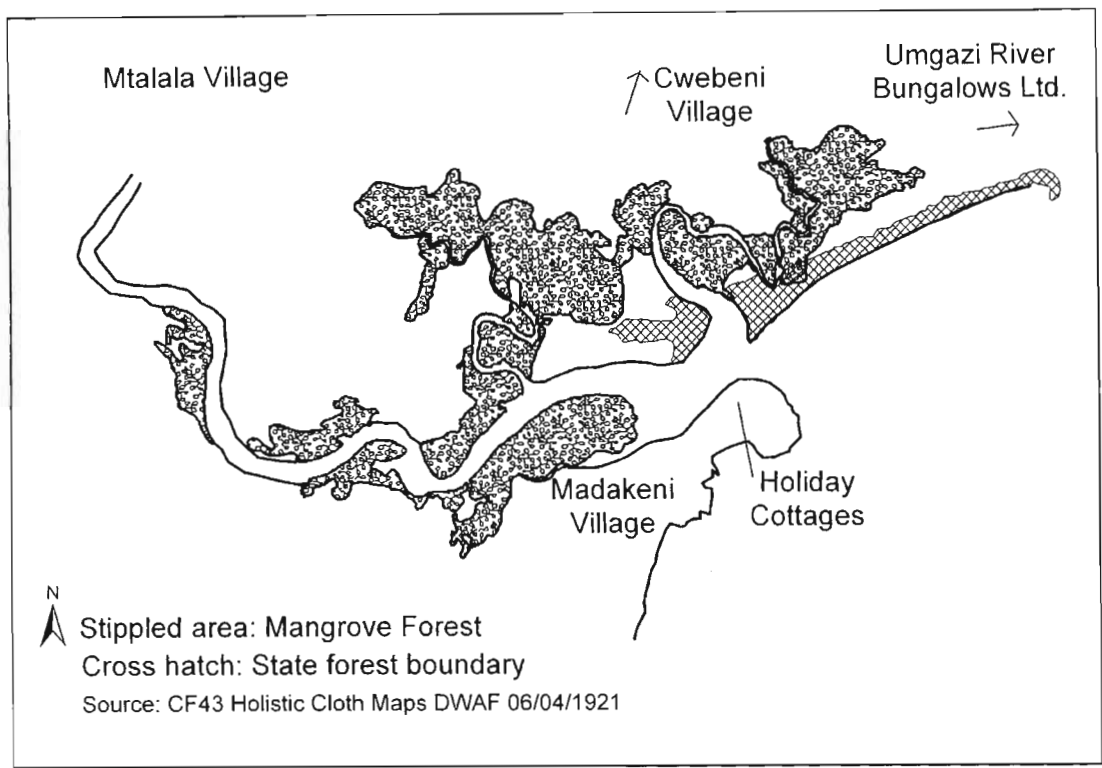 Mtalala Village
Cwebeni
Village
Umgazi River
Bungalows Ltd.
Madakeni
Village
Holiday
Cottages
N
Stippled area: Mangrove Forest
Cross hatch: State forest boundary
Source: CF43 Holistic Cloth Maps DWAF 06/04/1921